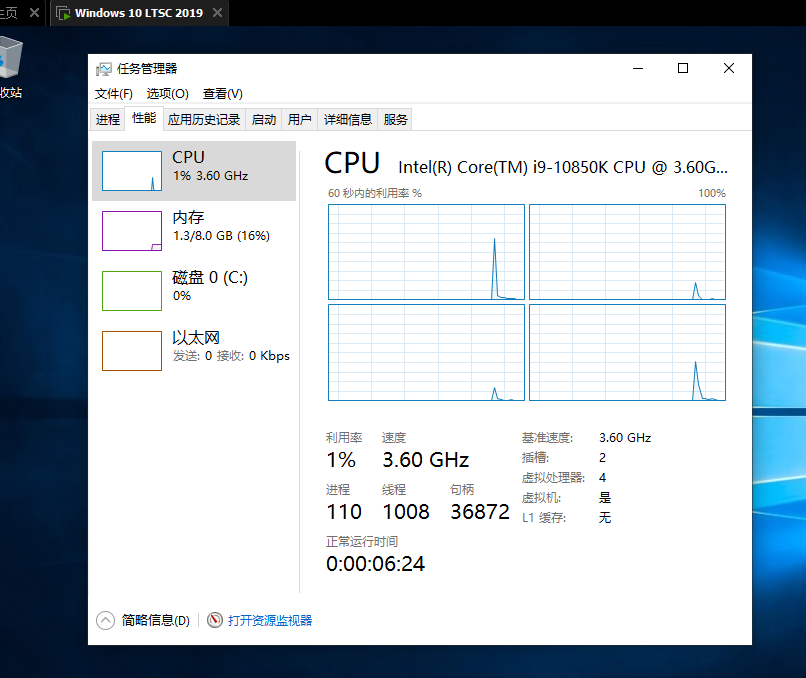 主页
Windows 10 LTSC 2019
收站
任务管理器
文件(F) 选项(O) 查看(V)
进程 性能 应用历史记录 启动 用户 详细信息 服务
CPU
1% 3.60 GHz
内存
1.3/8.0 GB (16%)
磁盘 0 (C:)
0%
以太网
发送: 0 接收: 0 Kbps
CPU Intel(R) Core(TM) i9-10850K CPU @ 3.60G...
60 秒内的利用率 % 100%
利用率 速度
1% 3.60 GHz
进程 线程 句柄
110 1008 36872
正常运行时间
0:00:06:24
基准速度: 3.60 GHz
插槽: 2
虚拟处理器: 4
虚拟机: 是
L1 缓存: 无
简略信息(D) 打开资源监视器